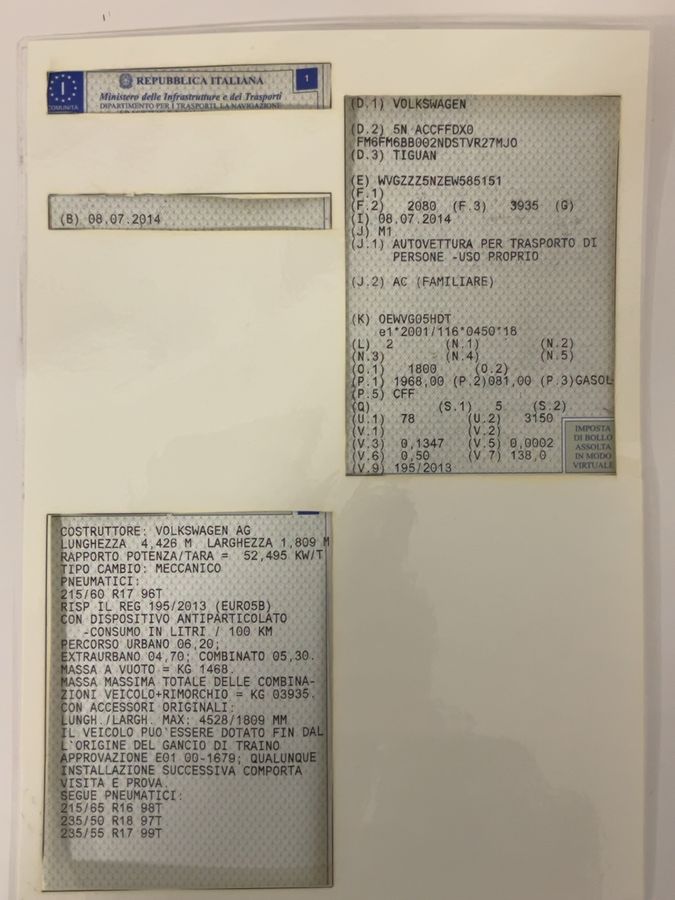 I
COMUNITA
REPUBBLICA ITALIANA
1
Ministero delle Infrastrutture e dei Trasporti
DIPARTIMENTO PER I TRASPORTI, LA NAVIGAZIONE
(B) 08.07.2014
(D.1) VOLKSWAGEN
(D.2) 5N ACCFFDX0
FM6FM6BB002NDSTVR27MJO
(D.3) TIGUAN
(E) WVGZZZ5NZEW585151
(F.1)
(F.2) 2080 (F.3) 3935 (G)
(I) 08.07.2014
(J) M1
(J.1) AUTOVETTURA PER TRASPORTO DI
PERSONE -USO PROPRIO
(J.2) AC (FAMILIARE)
(K) OEWVG05HDT
e1*2001/116*0450*18
(L) 2 (N.1) (N.2)
(N.3) (N.4) (N.5)
(O.1) 1800 (O.2)
(P.1) 1968,00 (P.2)081,00 (P.3)GASOL
(P.5) CFF
(Q) (S.1) 5 (S.2)
(U.1) 78 (U.2) 3150
(V.1) (V.2)
(V.3) 0,1347 (V.5) 0,0002
(V.6) 0,50 (V.7) 138,0
(V.9) 195/2013
IMPOSTA
DI BOLLO
ASSOLTA
IN MODO
VIRTUALE
COSTRUTTORE: VOLKSWAGEN AG
LUNGHEZZA 4,426 M LARGHEZZA 1,809 M
RAPPORTO POTENZA/TARA = 52,495 KW/T
TIPO CAMBIO: MECCANICO
PNEUMATICI:
215/60 R17 96T
RISP IL REG 195/2013 (EURO5B)
CON DISPOSITIVO ANTIPARTICOLATO
-CONSUMO IN LITRI / 100 KM
PERCORSO URBANO 06,20;
EXTRAURBANO 04,70; COMBINATO 05,30.
MASSA A VUOTO = KG 1468.
MASSA MASSIMA TOTALE DELLE COMBINA-
ZIONI VEICOLO+RIMORCHIO = KG 03935.
CON ACCESSORI ORIGINALI:
LUNGH./LARGH. MAX: 4528/1809 MM
IL VEICOLO PUO`ESSERE DOTATO FIN DAL
L`ORIGINE DEL GANCIO DI TRAINO
APPROVAZIONE E01 00-1679; QUALUNQUE
INSTALLAZIONE SUCCESSIVA COMPORTA
VISITA E PROVA.
SEGUE PNEUMATICI:
215/65 R16 98T
235/50 R18 97T
235/55 R17 99T